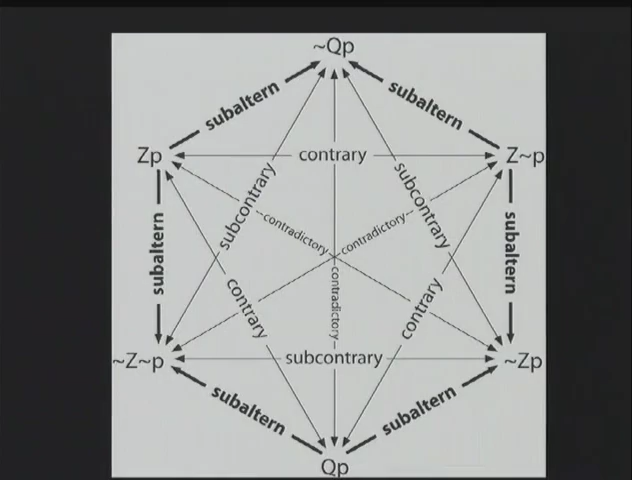 ~Qp
subaltern
subaltern
Zp
contrary
Z~p
subcontrary
subcontrary
contradictory
contradictory
subaltern
subaltern
contradictory
contrary
contrary
~Z~p
subcontrary
~Zp
subaltern
subaltern
Qp